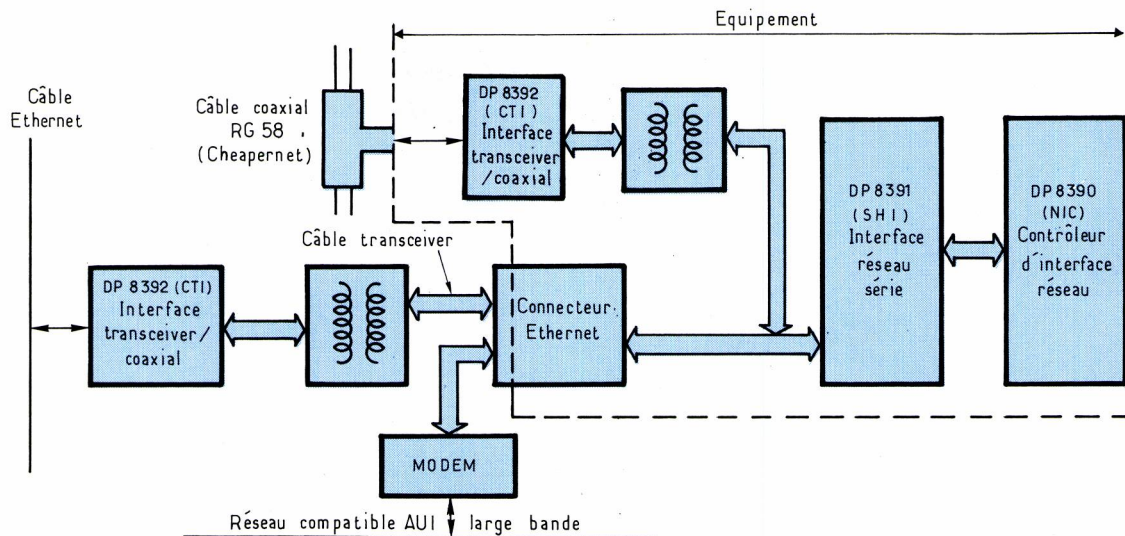 Equipement
Câble
Ethernet
Câble coaxial
RG 58
(Cheapernet)
DP 8392
(CTI)
Interface
transceiver
/coaxial
DP 8391
(SHI)
Interface
réseau
série
DP 8390
(NIC)
Contrôleur
d'interface
réseau
Câble transceiver
DP 8392 (CTI)
Interface
transceiver/
coaxial
Connecteur
Ethernet
MODEM
Réseau compatible AUI large bande